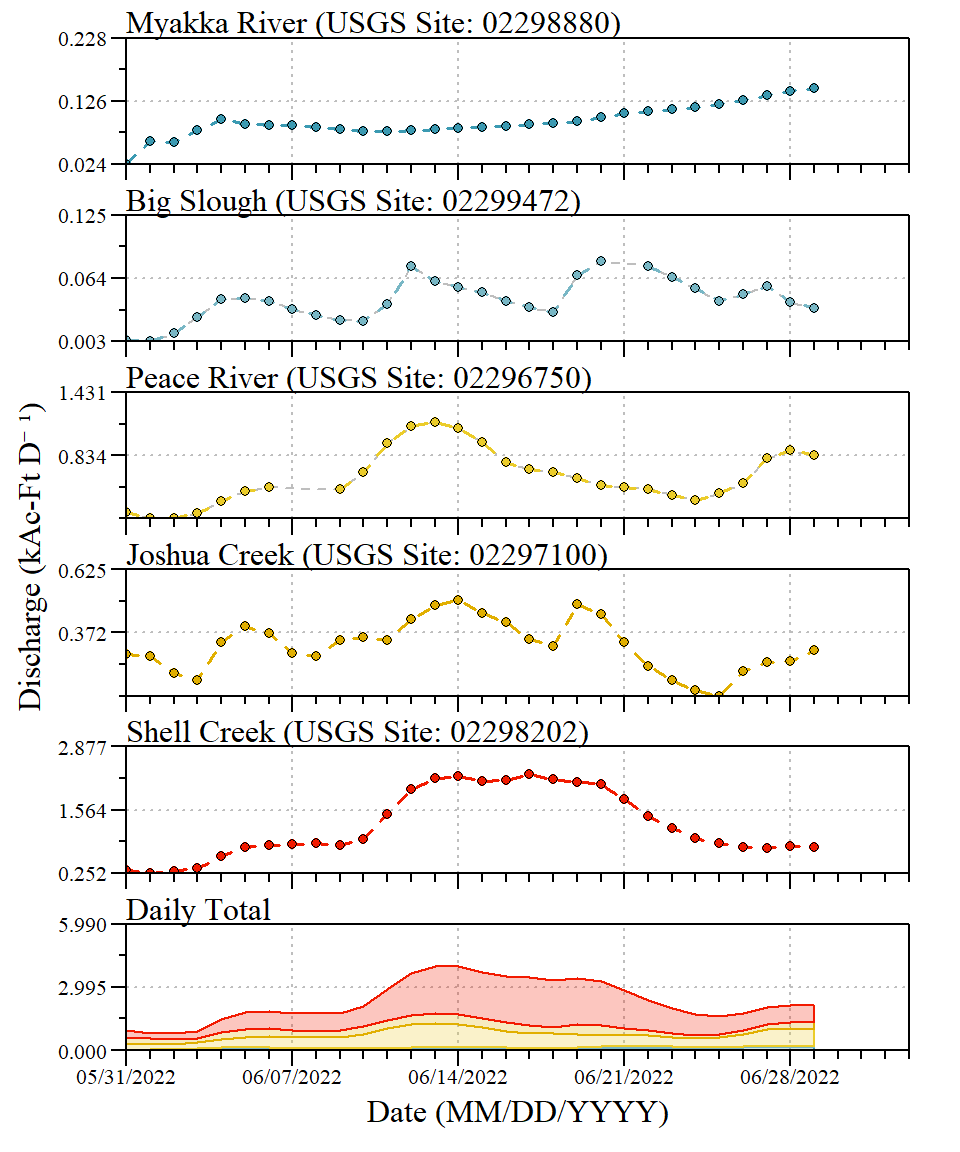 Myakka River (USGS Site: 02298880)
0.228
0.126
0.024
Big Slough (USGS Site: 02299472)
0.125
0.064
0.003
Peace River (USGS Site: 02296750)
1.431
0.834
Joshua Creek (USGS Site: 02297100)
0.625
0.372
Shell Creek (USGS Site: 02298202)
2.877
1.564
0.252
Daily Total
5.990
2.995
0.000
05/31/2022 06/07/2022 06/14/2022 06/21/2022 06/28/2022
Date (MM/DD/YYYY)
Discharge (kAc-Ft D⁻¹)